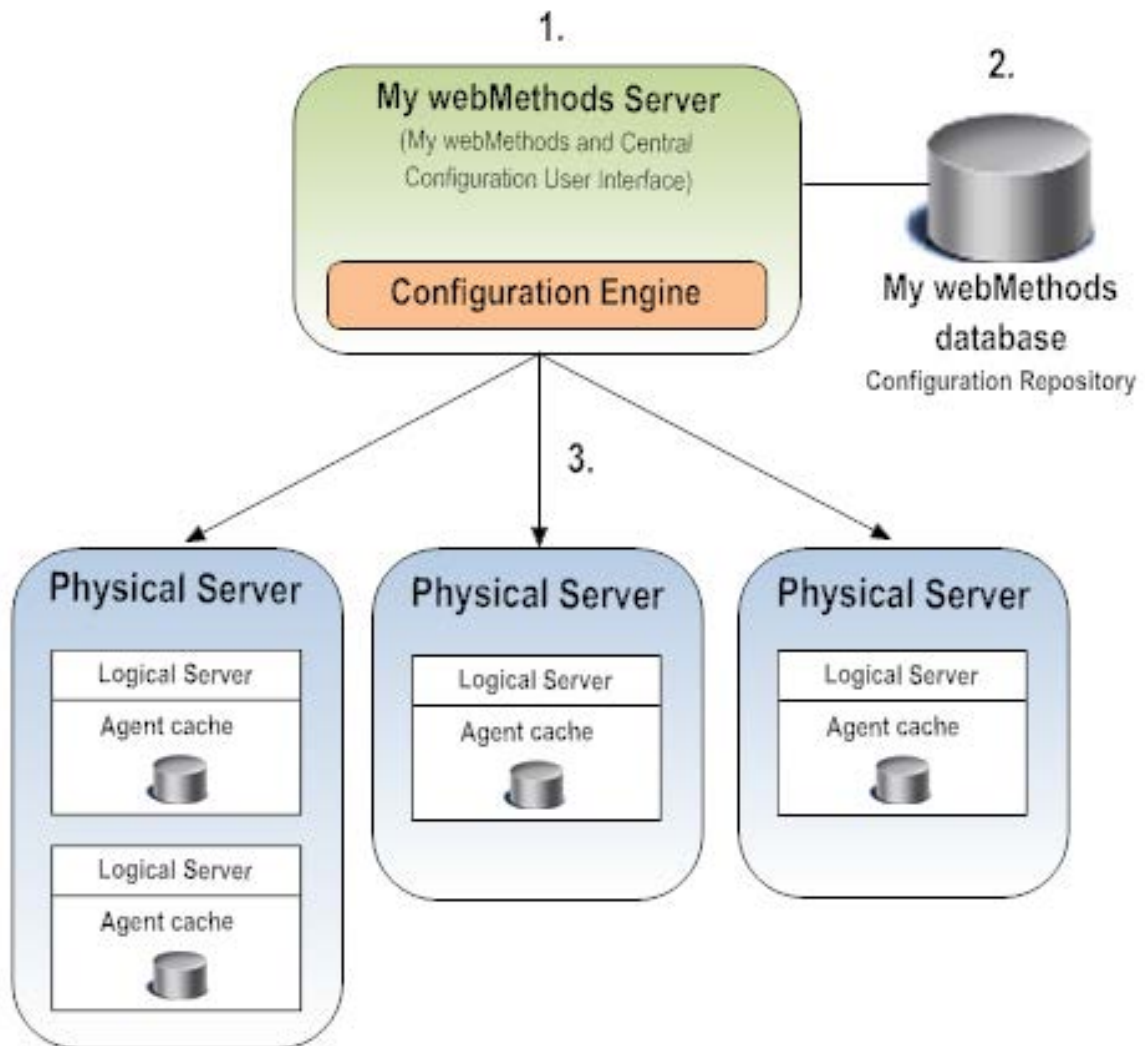 1.
My webMethods Server
(My webMethods and Central
Configuration User Interface)
Configuration Engine
2.
My webMethods
database
Configuration Repository
3.
Physical Server
Logical Server
Agent cache
Logical Server
Agent cache
Physical Server
Logical Server
Agent cache
Physical Server
Logical Server
Agent cache